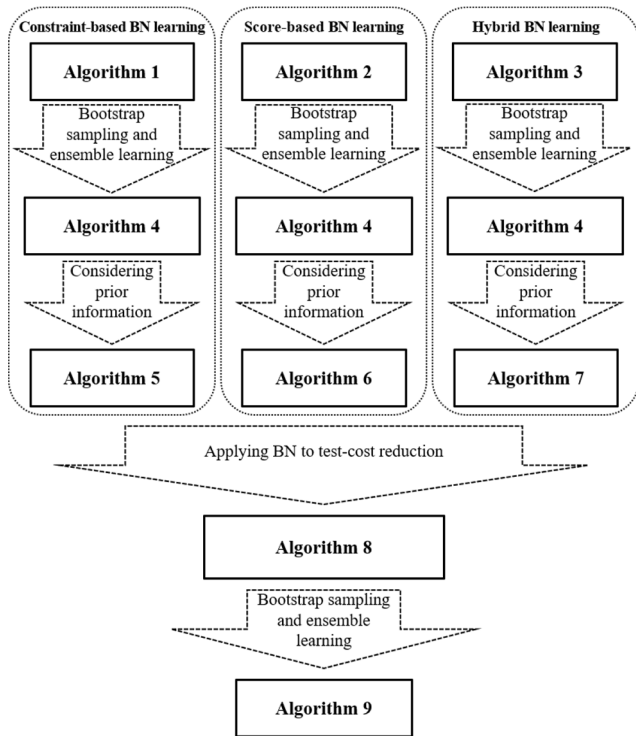 Constraint-based BN learning
Algorithm 1
Bootstrap
sampling and
ensemble learning
Algorithm 4
Considering
prior
information
Algorithm 5
Score-based BN learning
Algorithm 2
Bootstrap
sampling and
ensemble learning
Algorithm 4
Considering
prior
information
Algorithm 6
Hybrid BN learning
Algorithm 3
Bootstrap
sampling and
ensemble learning
Algorithm 4
Considering
prior
information
Algorithm 7
Applying BN to test-cost reduction
Algorithm 8
Bootstrap sampling
and ensemble
learning
Algorithm 9